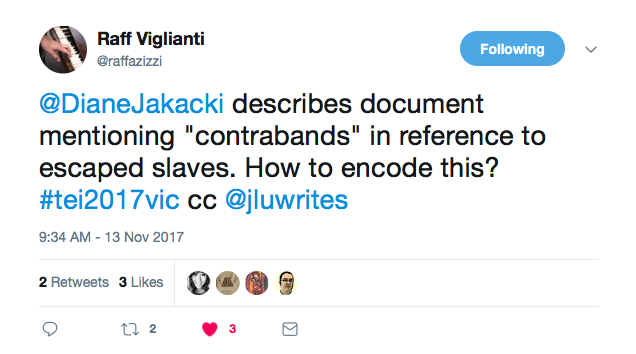 Raff Viglianti
@raffazizzi
Following
@DianeJakacki describes document
mentioning "contrabands" in reference to
escaped slaves. How to encode this?
#tei2017vic cc @jluwrites
9:34 AM - 13 Nov 2017
2 Retweets 3 Likes
2 3